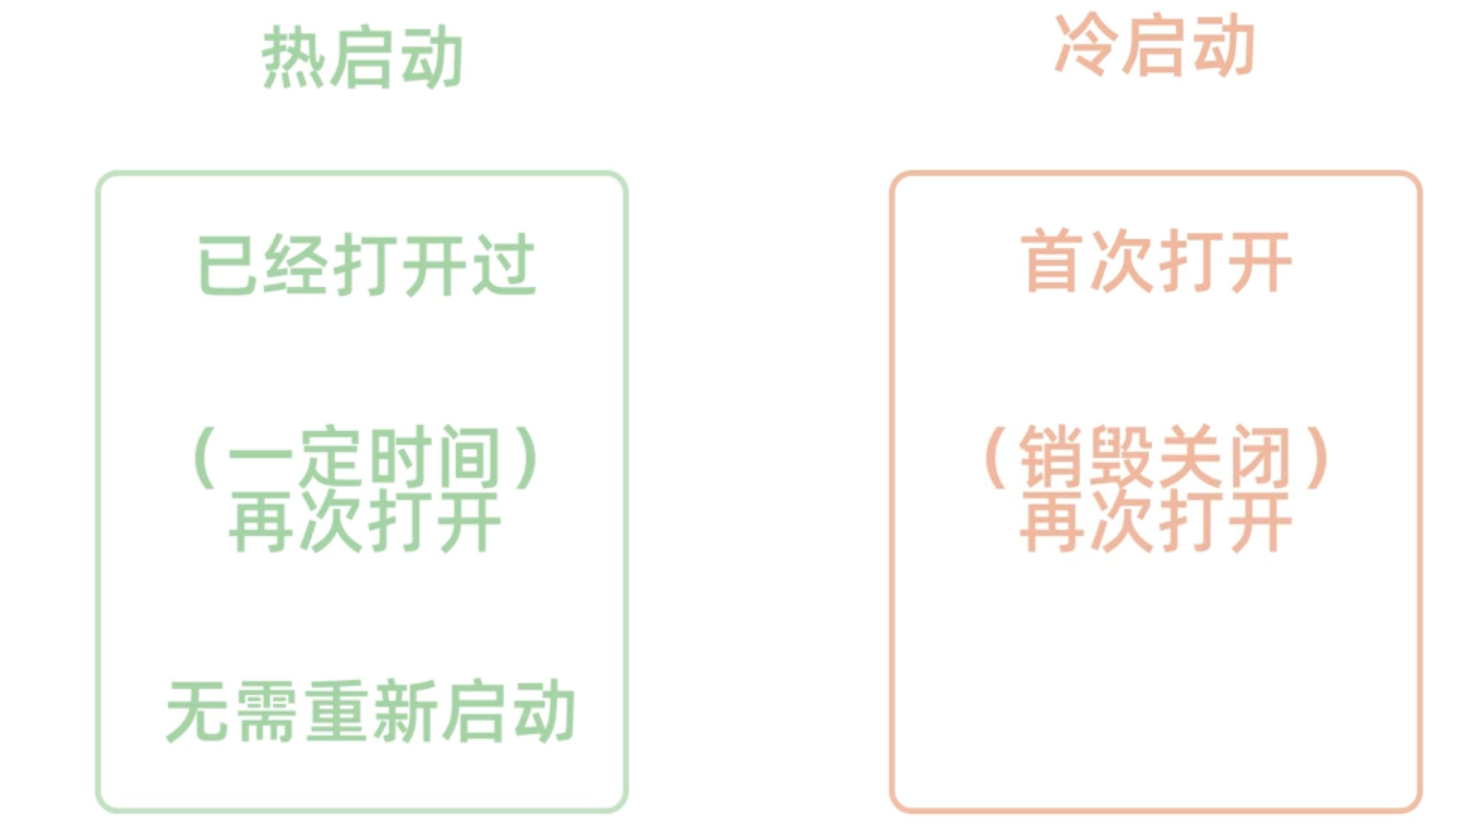 热启动
已经打开过
（一定时间）
再次打开
无需重新启动
冷启动
首次打开
（销毁关闭）
再次打开